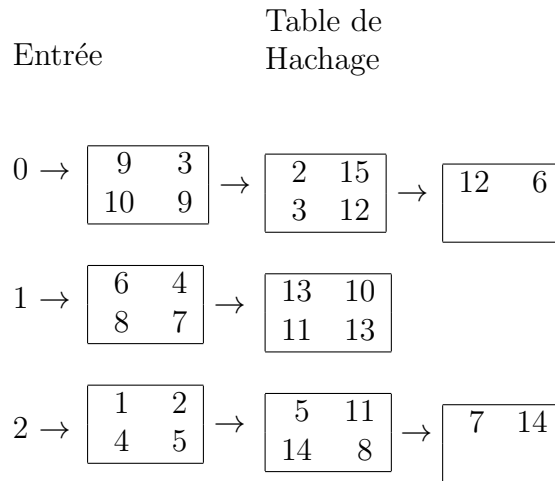 Entrée Table de
Hachage
0 → 9 3 → 2 15 → 12 6
10 9 3 12
1 → 6 4 → 13 10
8 7 11 13
2 → 1 2 → 5 11 → 7 14
4 5 14 8